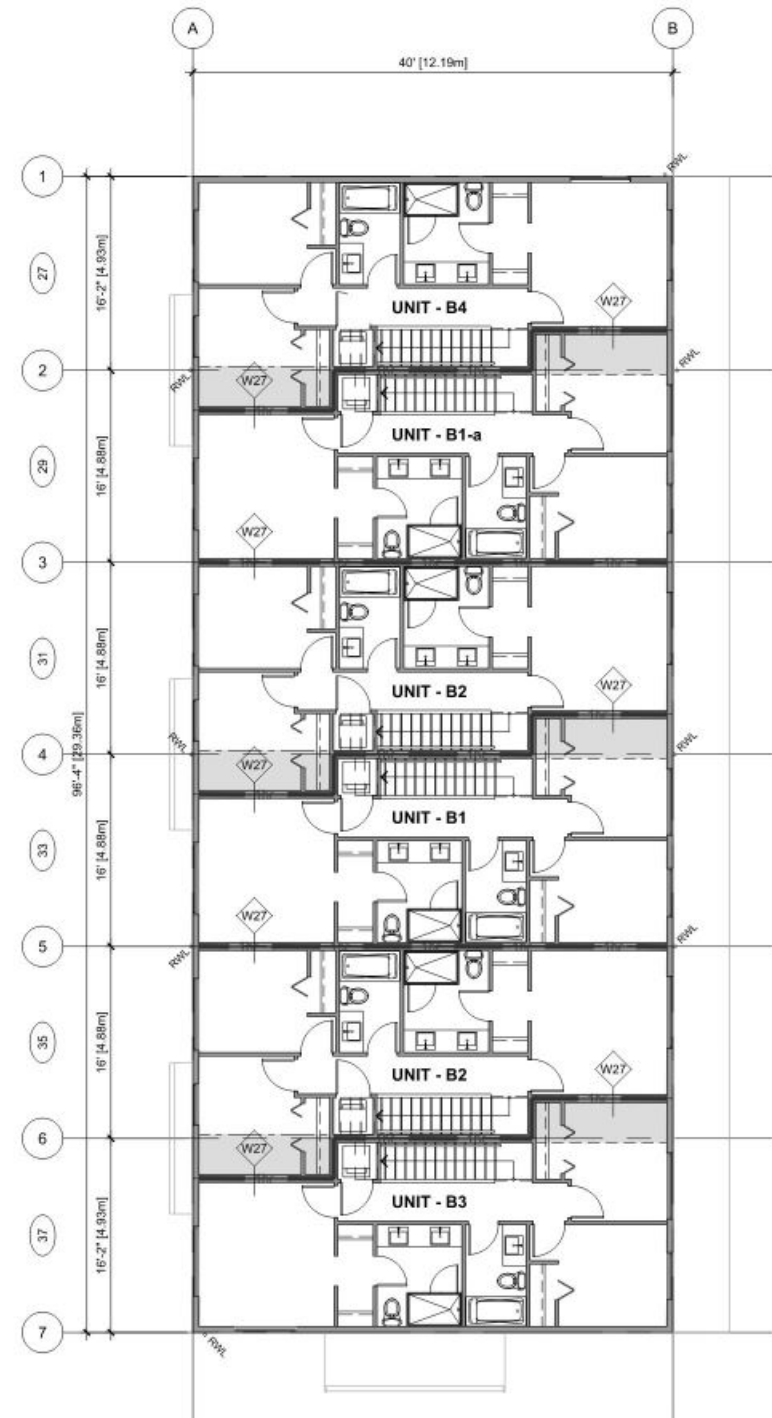 A
B
40' [12.19m]
1
RWL
27
16'-2" [4.93m]
UNIT - B4
W27
2
RWL
W27
RWL
UNIT - B1-a
29
16' [4.88m]
W27
3
31
16' [4.88m]
UNIT - B2
W27
96'-4" [29.36m]
4
RWL
W27
RWL
UNIT - B1
33
16' [4.88m]
W27
5
RWL
RWL
35
16' [4.88m]
UNIT - B2
W27
6
W27
UNIT - B3
37
16'-2" [4.93m]
7
RWL